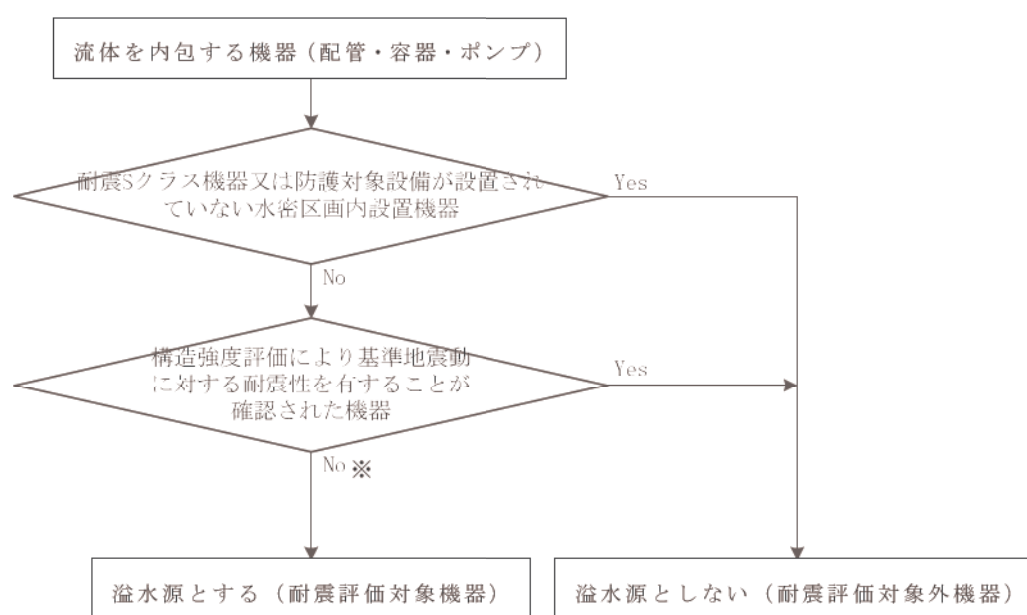 流体を内包する機器（配管・容器・ポンプ）
耐震Sクラス機器又は防護対象設備が設置され
ていない水密区画内設置機器
Yes
No
構造強度評価により基準地震動
に対する耐震性を有することが
確認された機器
Yes
No※
溢水源とする（耐震評価対象機器）
溢水源としない（耐震評価対象外機器）